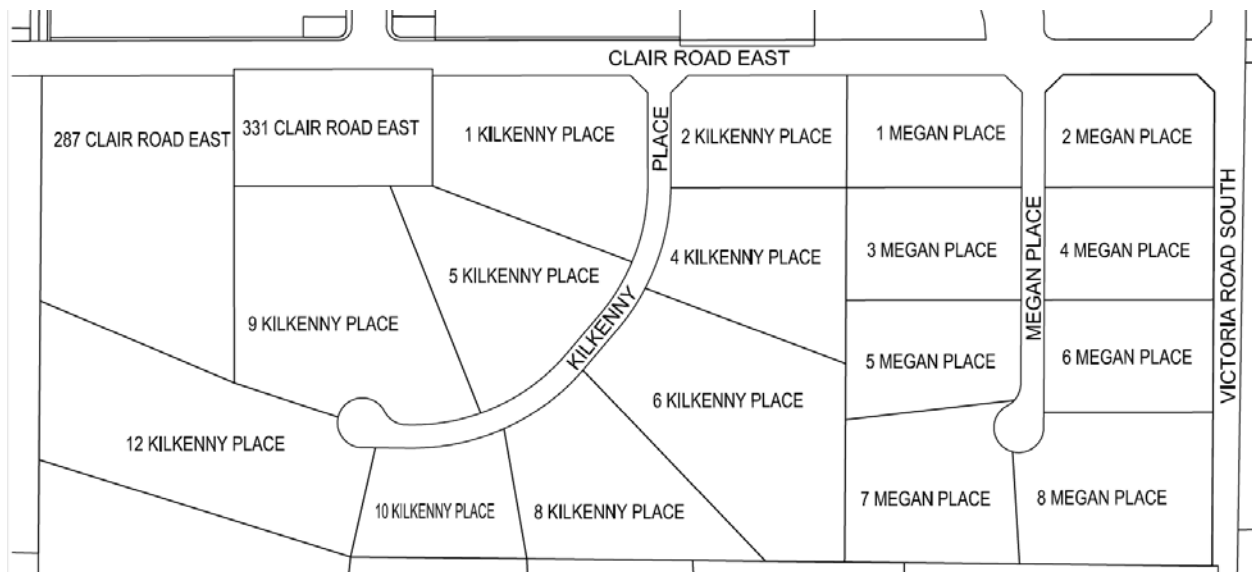 CLAIR ROAD EAST
287 CLAIR ROAD EAST
331 CLAIR ROAD EAST
1 KILKENNY PLACE
KILKENNY PLACE
2 KILKENNY PLACE
1 MEGAN PLACE
2 MEGAN PLACE
5 KILKENNY PLACE
4 KILKENNY PLACE
3 MEGAN PLACE
MEGAN PLACE
4 MEGAN PLACE
VICTORIA ROAD SOUTH
9 KILKENNY PLACE
5 MEGAN PLACE
6 MEGAN PLACE
6 KILKENNY PLACE
12 KILKENNY PLACE
10 KILKENNY PLACE
8 KILKENNY PLACE
7 MEGAN PLACE
8 MEGAN PLACE